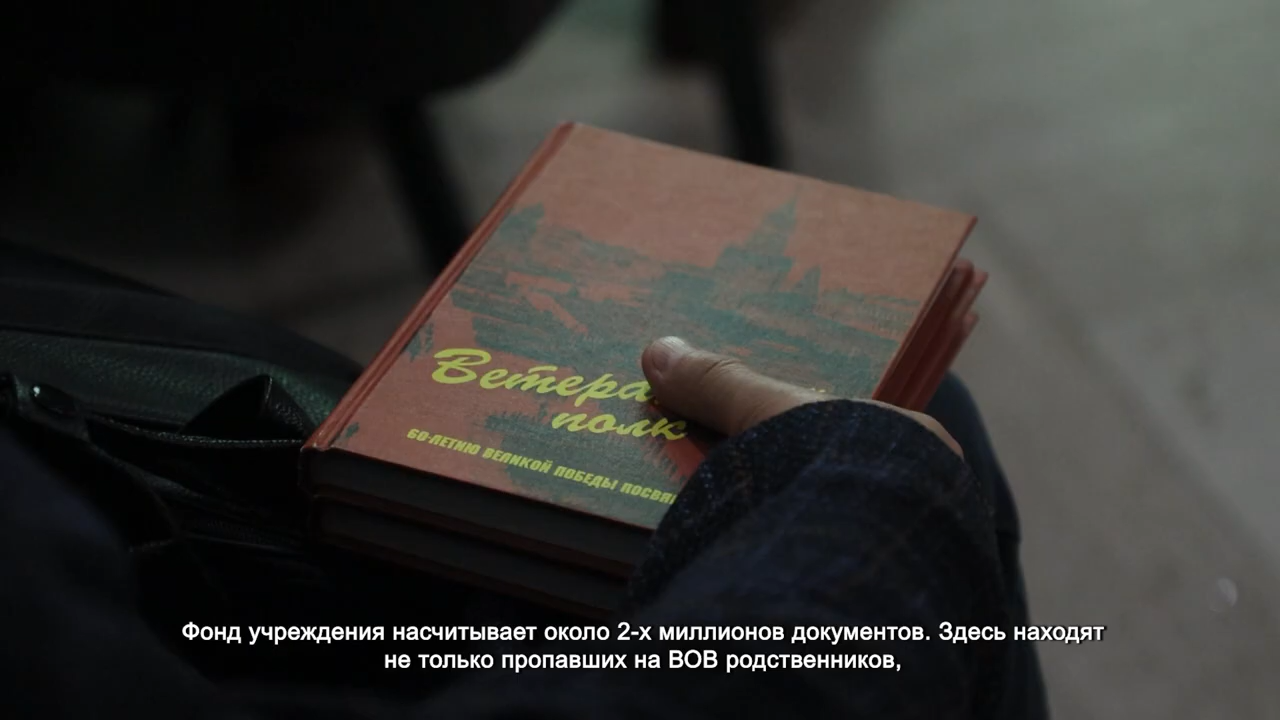 полк
60-ЛЕТИЮ ВЕЛИКОЙ ПОБЕДЫ
Фонд учреждения насчитывает около 2-х миллионов документов. Здесь находят
не только пропавших на ВОВ родственников,